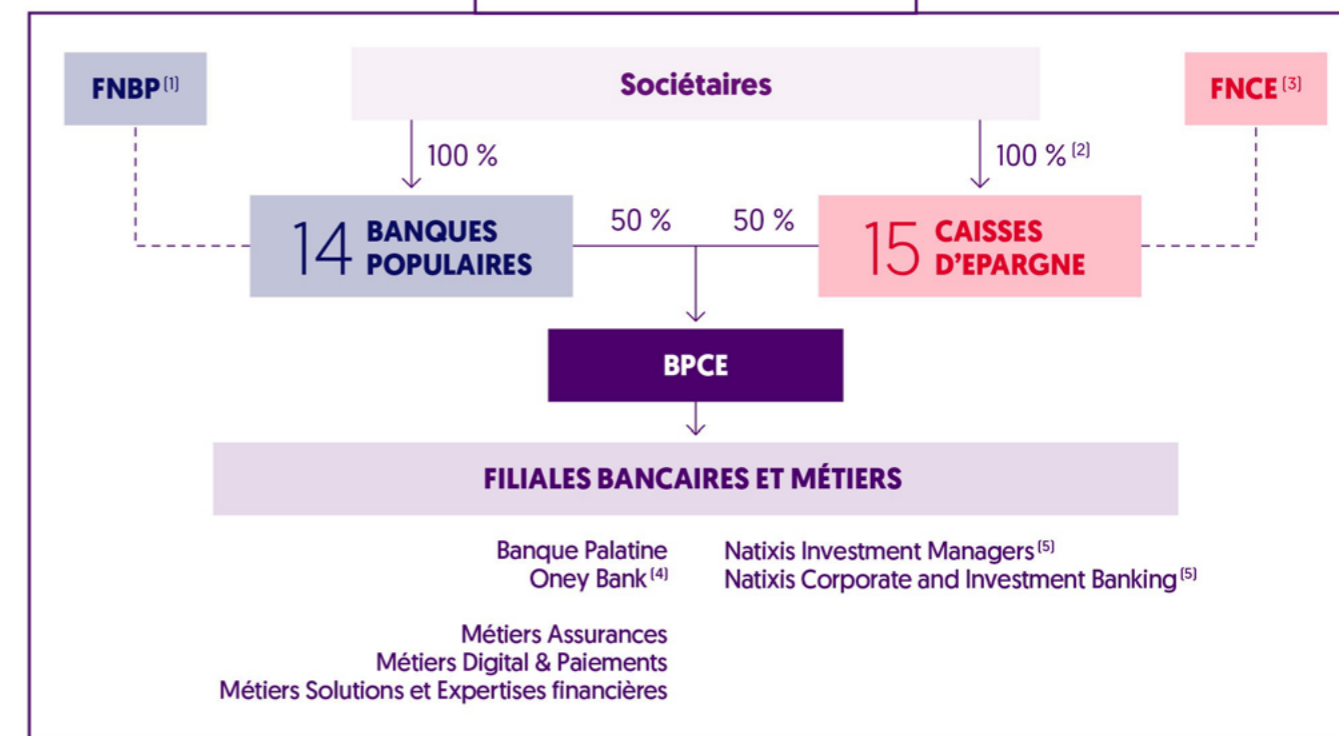 FNBP (1)
Sociétaires
FNCE (3)
100 %
100 % (2)
14 BANQUES
POPULAIRES
50 %
50 %
15 CAISSES
D'EPARGNE
BPCE
FILIALES BANCAIRES ET MÉTIERS
Banque Palatine
Oney Bank (4)
Natixis Investment Managers (5)
Natixis Corporate and Investment Banking (5)
Métiers Assurances
Métiers Digital & Paiements
Métiers Solutions et Expertises financières